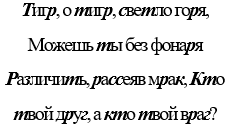 Тигр, о тигр, светло горя,
Можешь ты без фонаря
Различить, рассеяв мрак, Кто
твой друг, а кто твой враг?